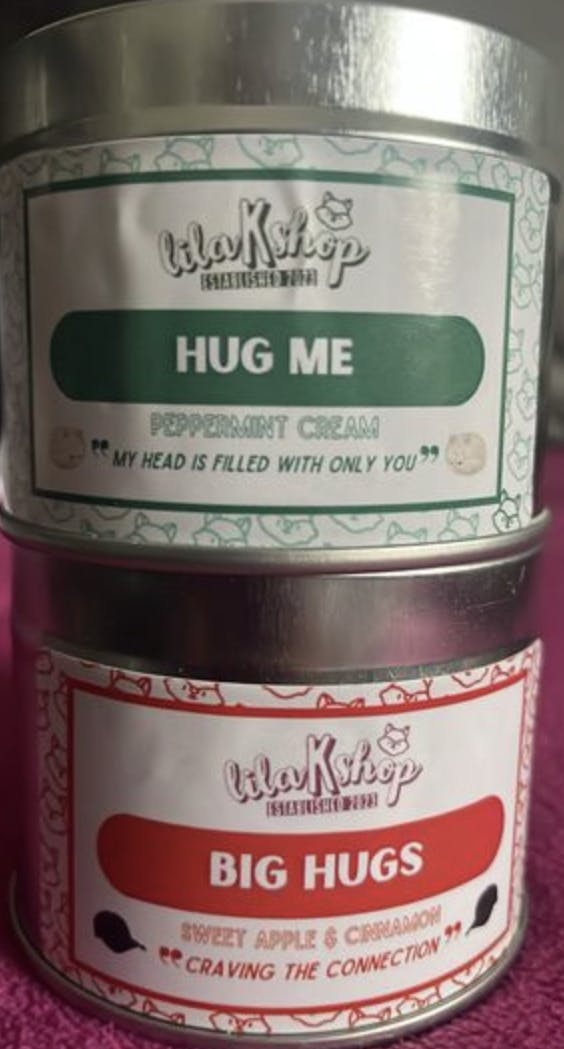 lilaKshop
ESTABLISHED 2023
HUG ME
PEPPERMINT CREAM
"MY HEAD IS FILLED WITH ONLY YOU"
lilaKshop
ESTABLISHED 2023
BIG HUGS
SWEET APPLE & CINNAMON
"CRAVING THE CONNECTION"